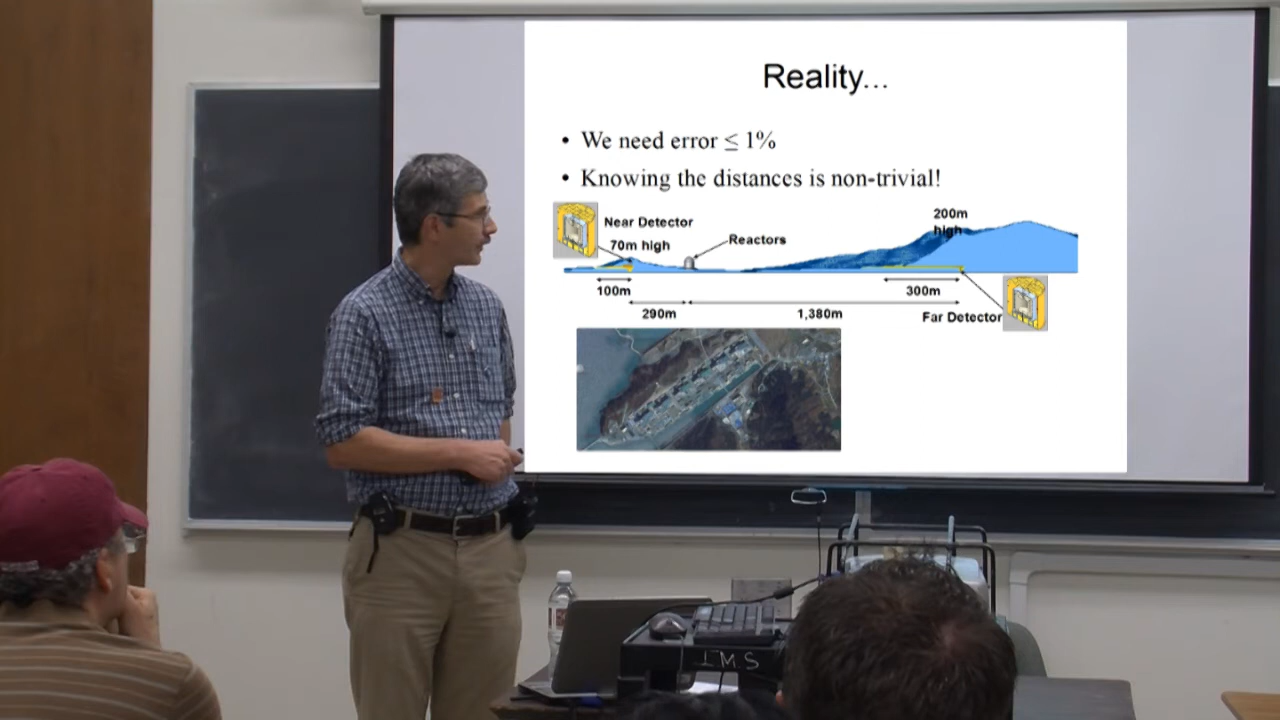 Reality...
• We need error ≤ 1%
• Knowing the distances is non-trivial!
200m
high
Near Detector
70m high
Reactors
100m
300m
290m
1,380m
Far Detector
IMS